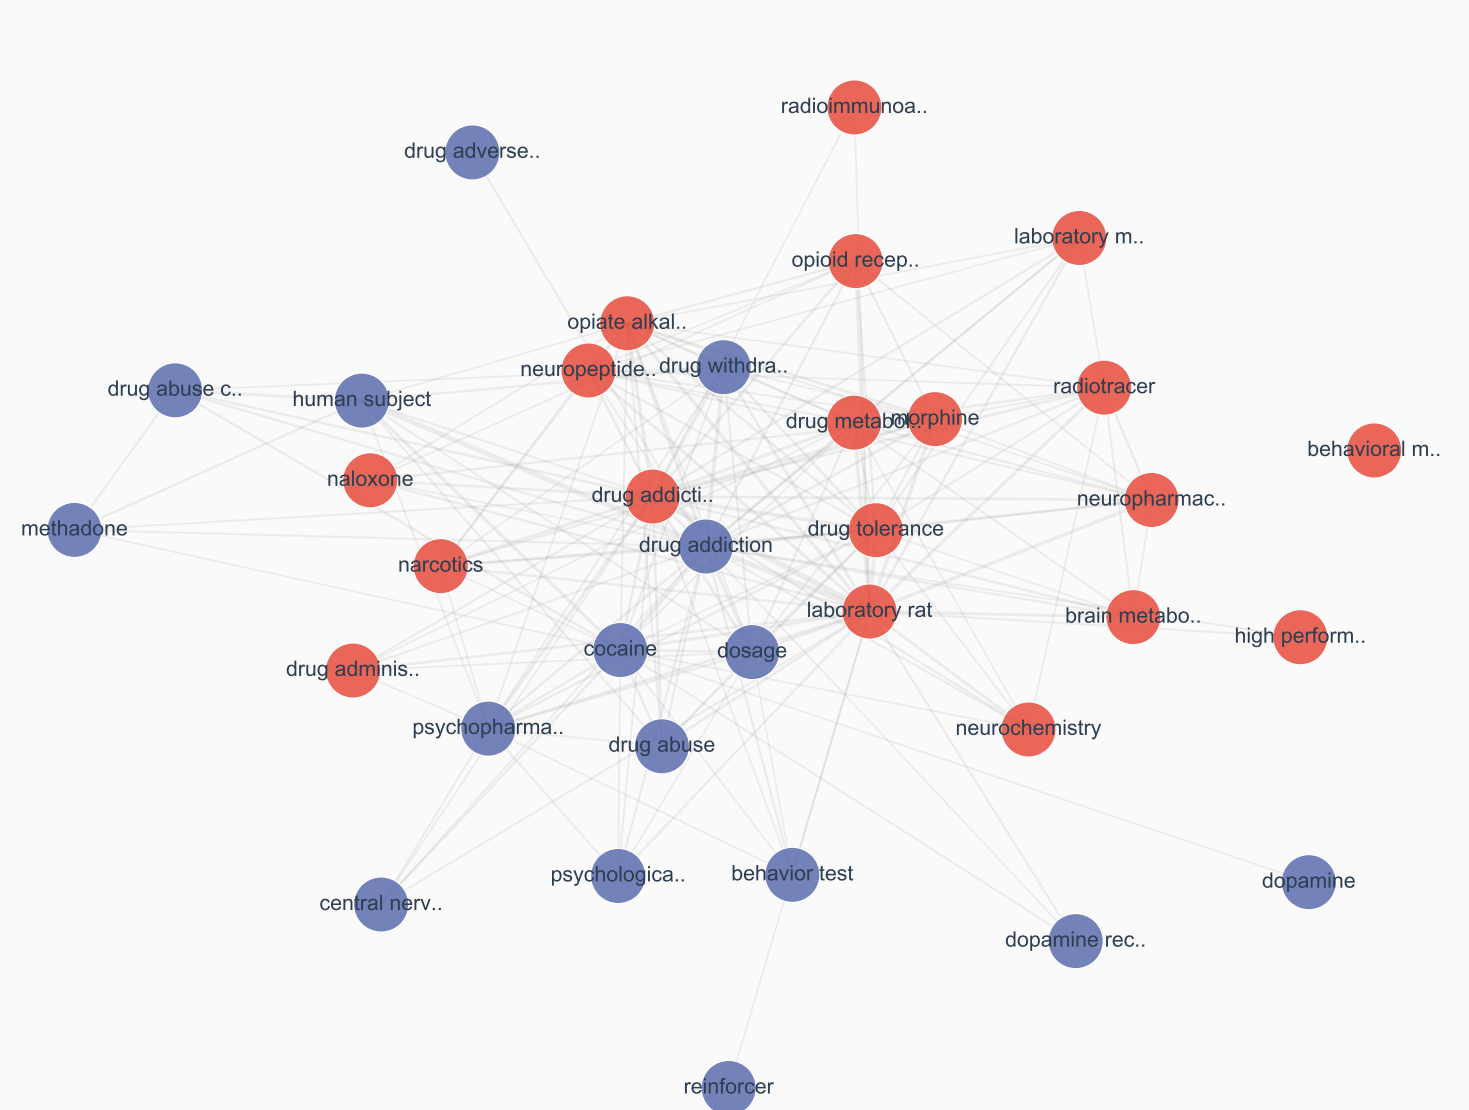 radioimmunoa..
drug adverse..
laboratory m..
opioid recep..
opiate alkal..
neuropeptide..
drug withdra..
drug abuse c..
human subject
radiotracer
drug metabol..
morphine
behavioral m..
naloxone
drug addicti..
neuropharmac..
methadone
drug tolerance
drug addiction
narcotics
laboratory rat
brain metabo..
high perform..
cocaine
dosage
drug adminis..
psychopharma..
drug abuse
neurochemistry
psychologica..
behavior test
dopamine
central nerv..
dopamine rec..
reinforcer